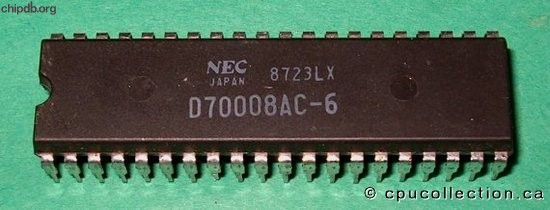 chipdb.org
NEC 8723LX
JAPAN
D70008AC-6
© cpucollection.ca